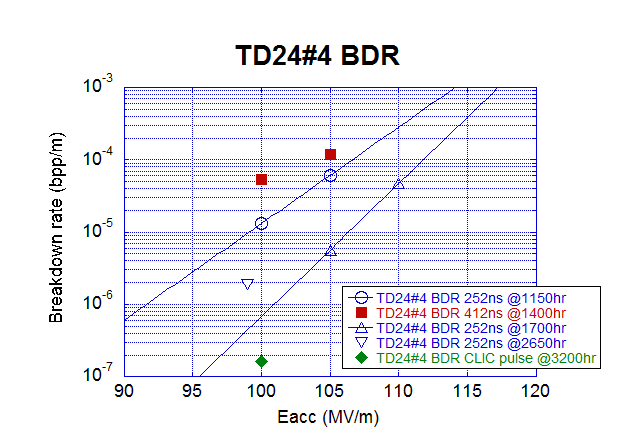 TD24#4 BDR
10-3
10-4
10-5
10-6
10-7
Breakdown rate (bpp/m)
TD24#4 BDR 252ns @1150hr
TD24#4 BDR 412ns @1400hr
TD24#4 BDR 252ns @1700hr
TD24#4 BDR 252ns @2650hr
TD24#4 BDR CLIC pulse @3200hr
90 95 100 105 110 115 120
Eacc (MV/m)